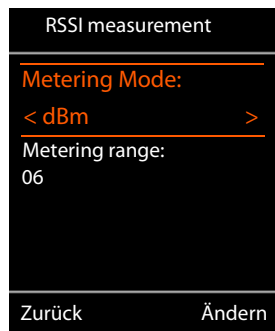 RSSI measurement
Metering Mode:
< dBm >
Metering range:
06
Zurück Ändern